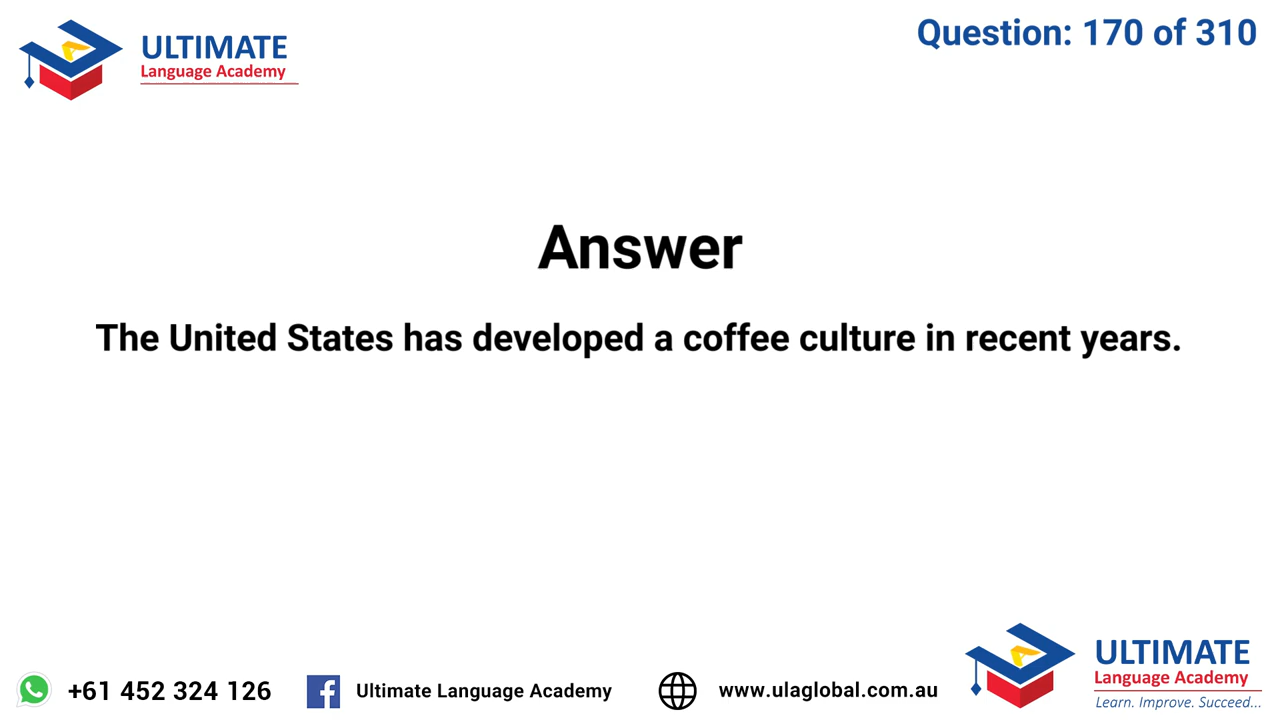 ULTIMATE
Language Academy
Question: 170 of 310
Answer
The United States has developed a coffee culture in recent years.
+61 452 324 126
Ultimate Language Academy
www.ulaglobal.com.au
ULTIMATE
Language Academy
Learn. Improve. Succeed...